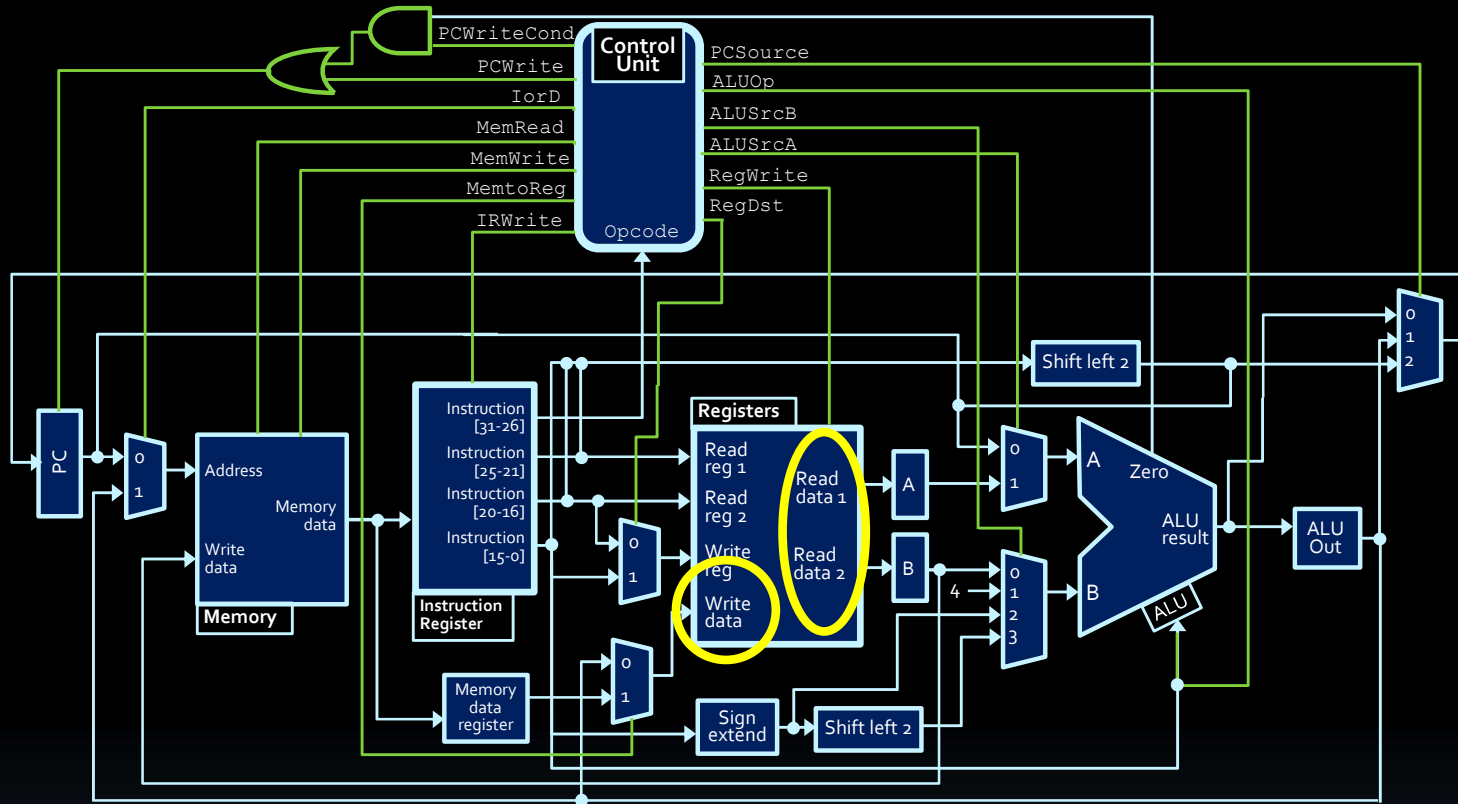 PCWriteCond
PCWrite
IorD
MemRead
MemWrite
MemtoReg
IRWrite
Control
Unit
Opcode
PCSource
ALUOp
ALUSrcB
ALUSrcA
RegWrite
RegDst
0
1
2
Shift left 2
PC
0
1
Address
Memory
data
Write
data
Memory
Instruction
[31-26]
Instruction
[25-21]
Instruction
[20-16]
Instruction
[15-0]
Instruction
Register
0
1
Registers
Read
reg 1
Read
reg 2
Write
reg
Write
data
Read
data 1
Read
data 2
A
B
0
1
4
0
1
2
3
A
B
Zero
ALU
result
ALU
ALU
Out
Memory
data
register
0
1
Sign
extend
Shift left 2